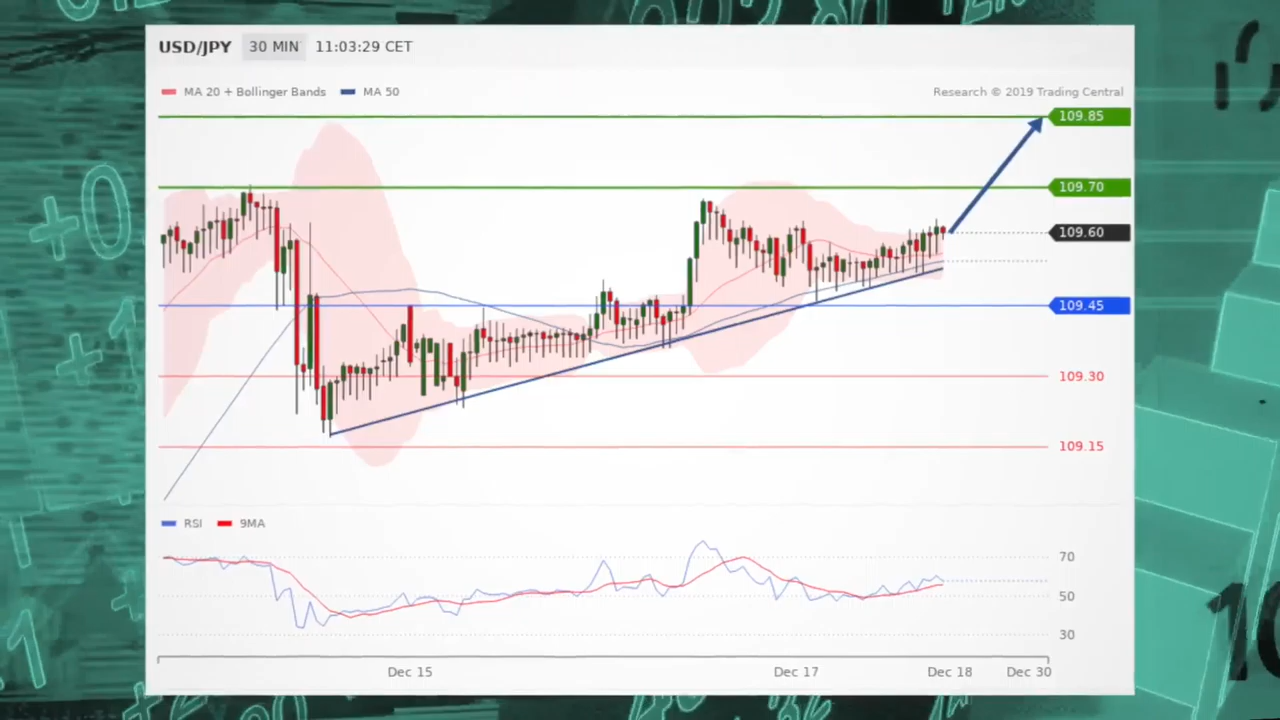 USD/JPY 30 MIN 11:03:29 CET
MA 20 + Bollinger Bands MA 50 Research © 2019 Trading Central
109.85
109.70
109.60
109.45
109.30
109.15
RSI 9MA
70
50
30
Dec 15 Dec 17 Dec 18 Dec 30